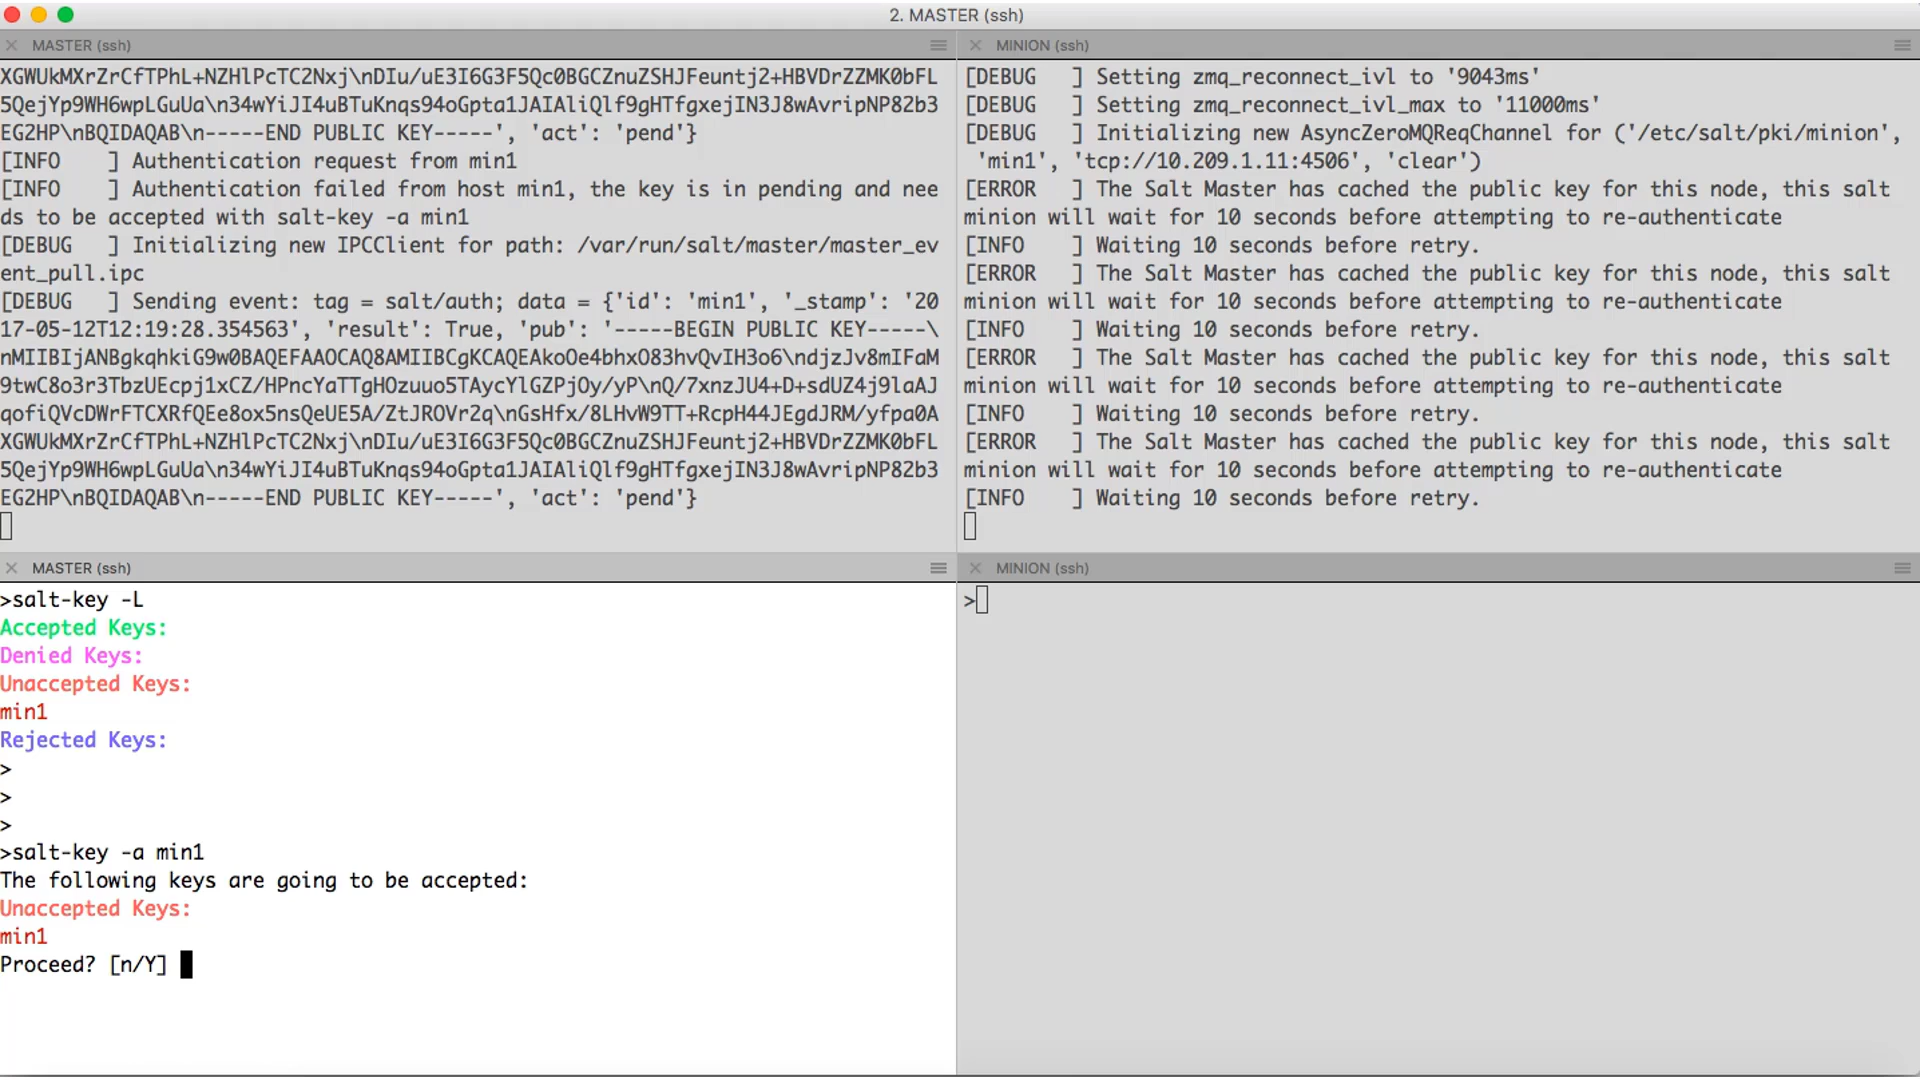 2. MASTER (ssh)
MASTER (ssh)
XGWUkMXrZrCfTPhL+NZHlPcTC2Nxj\nDIu/uE3I6G3F5Qc0BGCZnuZSHJFeuntj2+HBVDrZZMK0bFL
5QejYp9WH6wpLGuUa\n34wYiJI4uBTuKnqs94oGpta1JAIAliQlf9gHTfgxejIN3J8wAvripNP82b3
EG2HP\nBQIDAQAB\n-----END PUBLIC KEY-----', 'act': 'pend'}
[INFO    ] Authentication request from min1
[INFO    ] Authentication failed from host min1, the key is in pending and nee
ds to be accepted with salt-key -a min1
[DEBUG   ] Initializing new IPCClient for path: /var/run/salt/master/master_ev
ent_pull.ipc
[DEBUG   ] Sending event: tag = salt/auth; data = {'id': 'min1', '_stamp': '20
17-05-12T12:19:28.354563', 'result': True, 'pub': '-----BEGIN PUBLIC KEY-----\
nMIIBIjANBgkqhkiG9w0BAQEFAAOCAQ8AMIIBCgKCAQEAkoOe4bhxO83hvQvIH3o6\ndjzJv8mIFaM
9twC8o3r3TbzUEcpj1xCZ/HPncYaTTgHOzuuo5TAycYlGZPjOy/yP\nQ/7xnzJU4+D+sdUZ4j9laAJ
qofiQVcDWrFTCXRfQEe8ox5nsQeUE5A/ZtJROVr2q\nGsHfx/8LHvW9TT+RcpH44JEgdJRM/yfpa0A
XGWUkMXrZrCfTPhL+NZHlPcTC2Nxj\nDIu/uE3I6G3F5Qc0BGCZnuZSHJFeuntj2+HBVDrZZMK0bFL
5QejYp9WH6wpLGuUa\n34wYiJI4uBTuKnqs94oGpta1JAIAliQlf9gHTfgxejIN3J8wAvripNP82b3
EG2HP\nBQIDAQAB\n-----END PUBLIC KEY-----', 'act': 'pend'}
MINION (ssh)
[DEBUG   ] Setting zmq_reconnect_ivl to '9043ms'
[DEBUG   ] Setting zmq_reconnect_ivl_max to '11000ms'
[DEBUG   ] Initializing new AsyncZeroMQReqChannel for ('/etc/salt/pki/minion',
 'min1', 'tcp://10.209.1.11:4506', 'clear')
[ERROR   ] The Salt Master has cached the public key for this node, this salt
minion will wait for 10 seconds before attempting to re-authenticate
[INFO    ] Waiting 10 seconds before retry.
[ERROR   ] The Salt Master has cached the public key for this node, this salt
minion will wait for 10 seconds before attempting to re-authenticate
[INFO    ] Waiting 10 seconds before retry.
[ERROR   ] The Salt Master has cached the public key for this node, this salt
minion will wait for 10 seconds before attempting to re-authenticate
[INFO    ] Waiting 10 seconds before retry.
[ERROR   ] The Salt Master has cached the public key for this node, this salt
minion will wait for 10 seconds before attempting to re-authenticate
[INFO    ] Waiting 10 seconds before retry.
MASTER (ssh)
>salt-key -L
Accepted Keys:
Denied Keys:
Unaccepted Keys:
min1
Rejected Keys:
>
>
>
>salt-key -a min1
The following keys are going to be accepted:
Unaccepted Keys:
min1
Proceed? [n/Y]
MINION (ssh)
>